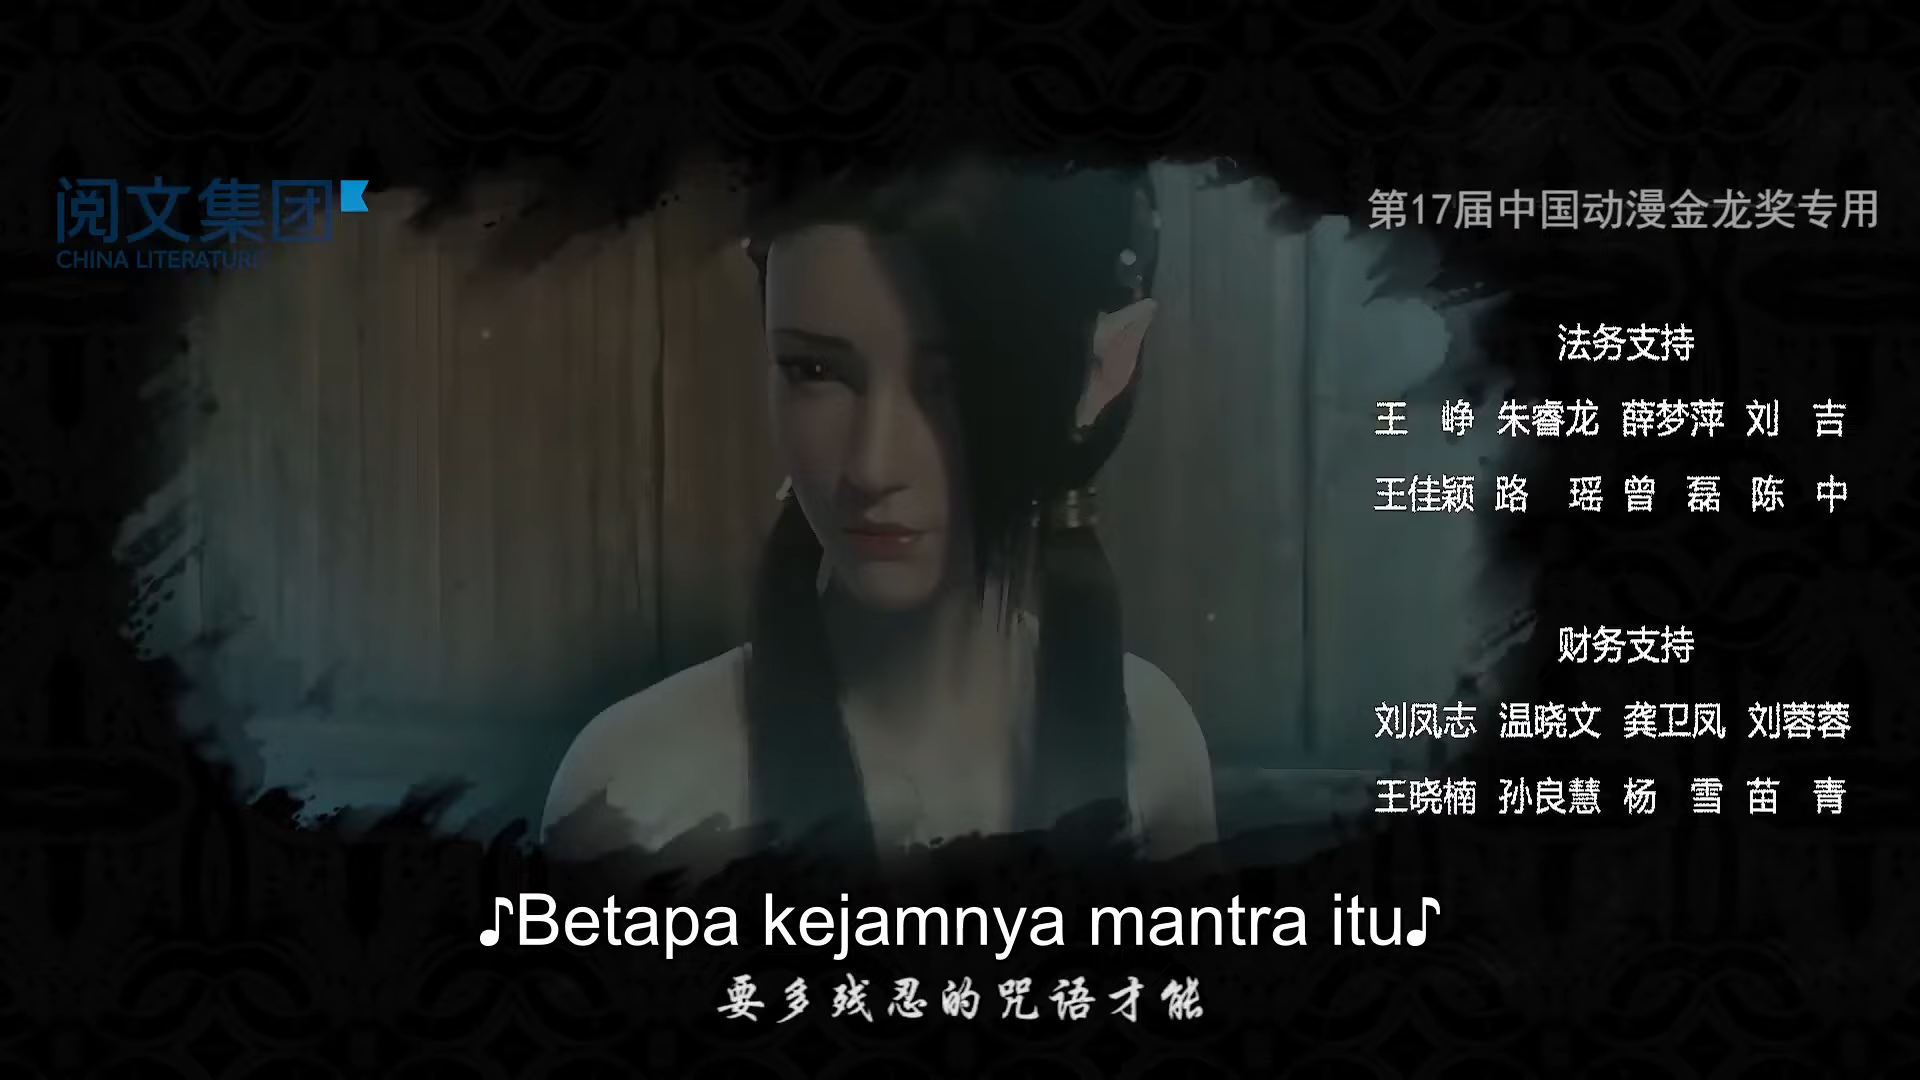 阅文集团
CHINA LITERATURE
第17届中国动漫金龙奖专用
法务支持
王 峥 朱睿龙 薛梦萍 刘 吉
王佳颖 路 瑶 曾 磊 陈 中
财务支持
刘凤志 温晓文 龚卫凤 刘蓉蓉
王晓楠 孙良慧 杨 雪 苗 青
♪Betapa kejamnya mantra itu♪
要多残忍的咒语才能